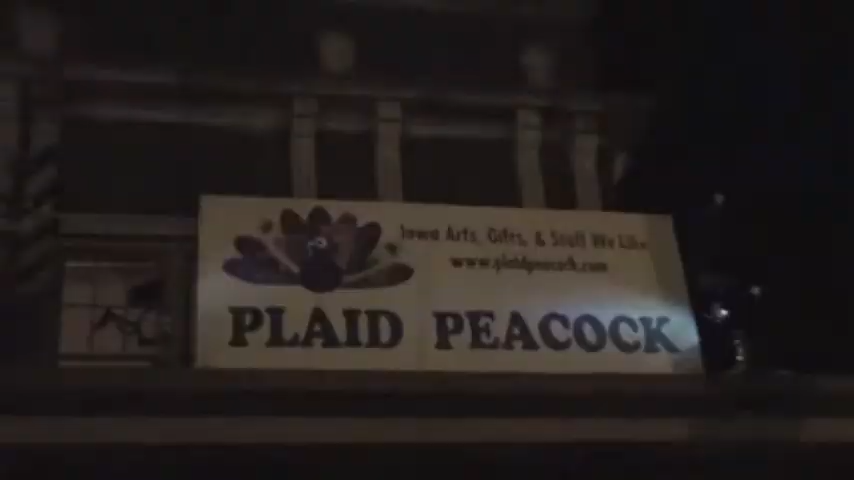 Iowa Arts, Gifts, & Stuff We Like
www.plaidpeacock.com
PLAID PEACOCK